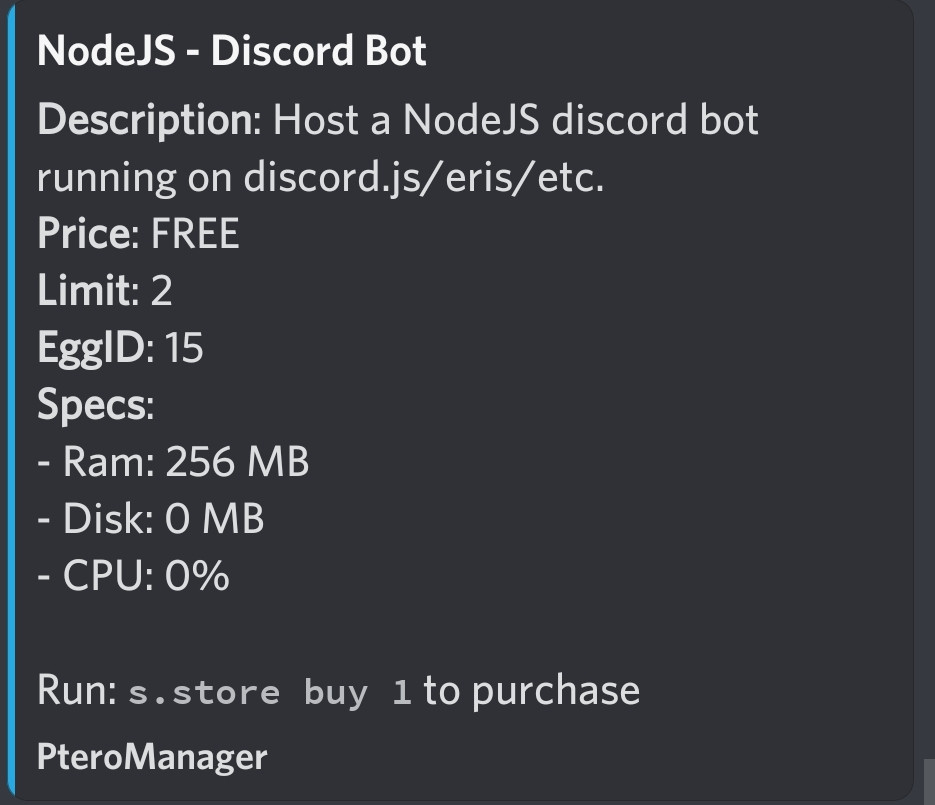 NodeJS - Discord Bot
Description: Host a NodeJS discord bot
running on discord.js/eris/etc.
Price: FREE
Limit: 2
EggID: 15
Specs:
- Ram: 256 MB
- Disk: 0 MB
- CPU: 0%
Run: s.store buy 1 to purchase
PteroManager